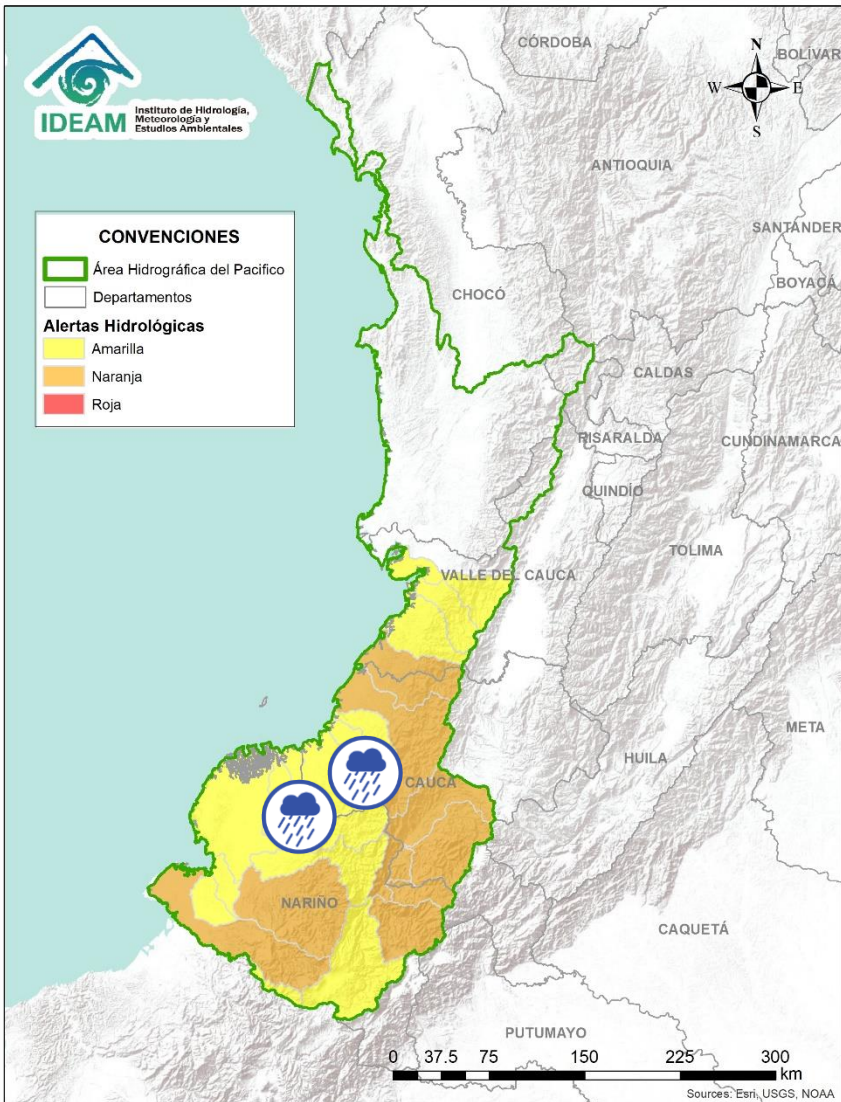 IDEAM
Instituto de Hidrología,
Meteorología y
Estudios Ambientales
CÓRDOBA
BOLÍVAR
N
W
E
S
ANTIOQUIA
SANTANDER
BOYACÁ
CONVENCIONES
Área Hidrográfica del Pacifico
Departamentos
Alertas Hidrológicas
Amarilla
Naranja
Roja
CHOCÓ
CALDAS
RISARALDA
CUNDINAMARCA
QUINDÍO
TOLIMA
VALLE DEL CAUCA
META
HUILA
CAUCA
NARIÑO
CAQUETÁ
PUTUMAYO
0 37.5 75 150 225 300
km
Sources: Esri, USGS, NOAA